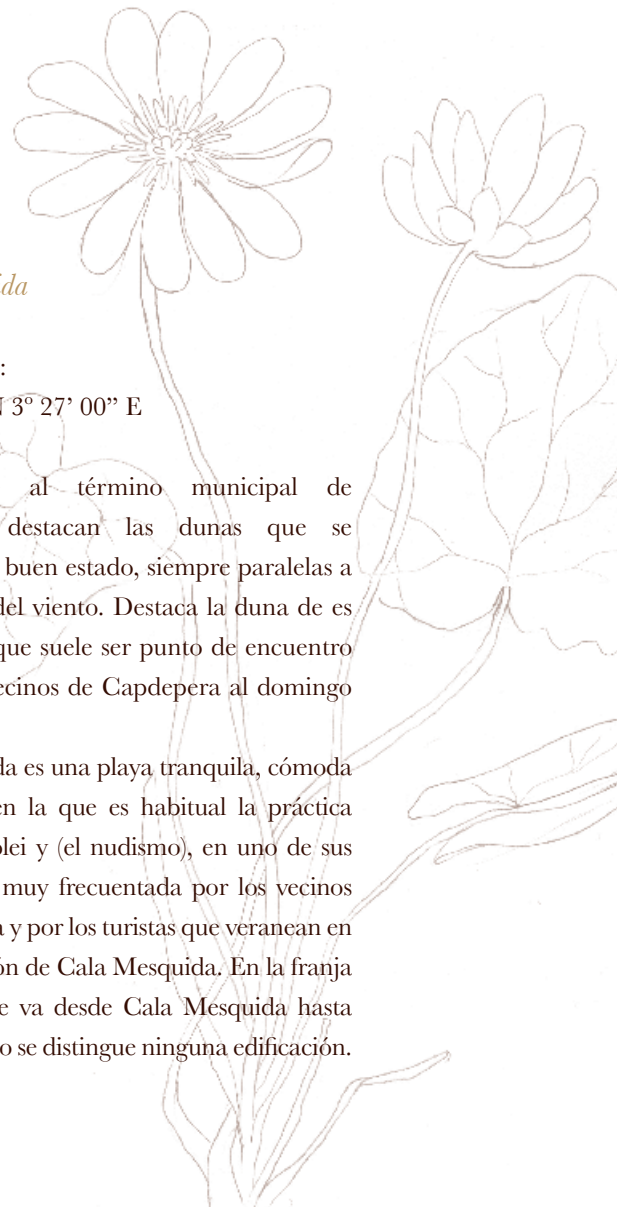 da
:
3º 27’ 00” E
al término municipal de
destacan las dunas que se
buen estado, siempre paralelas a
del viento. Destaca la duna de es
que suele ser punto de encuentro
ecinos de Capdepera al domingo
da es una playa tranquila, cómoda
en la que es habitual la práctica
olei y (el nudismo), en uno de sus
muy frecuentada por los vecinos
a y por los turistas que veranean en
ón de Cala Mesquida. En la franja
e va desde Cala Mesquida hasta
o se distingue ninguna edificación.